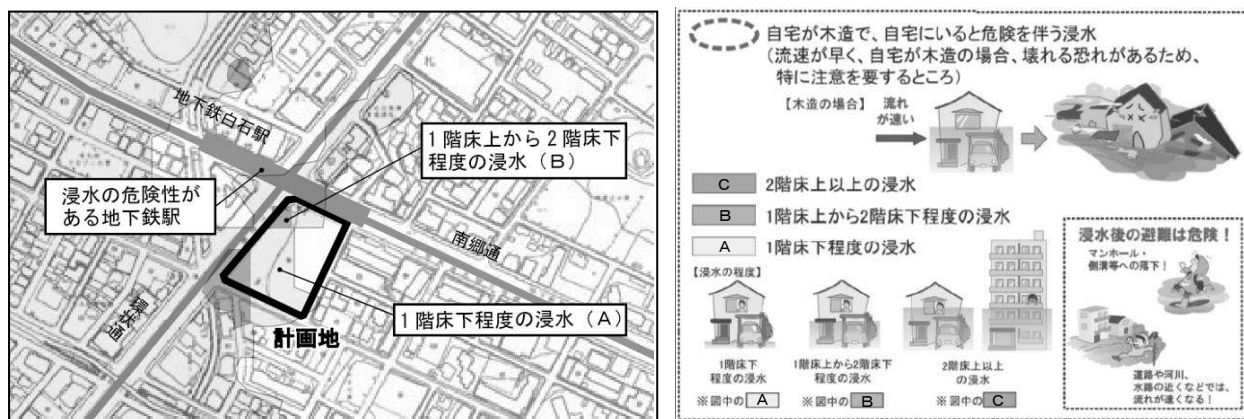 地下鉄白石駅
1階床上から2階床下
程度の浸水(B)
浸水の危険性が
ある地下鉄駅
南郷通
環状通
1階床下程度の浸水(A)
計画地
自宅が木造で、自宅にいると危険を伴う浸水
(流速が早く、自宅が木造の場合、壊れる恐れがあるため、
特に注意を要するところ)
【木造の場合】
流れ
が速い
C 2階床上以上の浸水
B 1階床上から2階床下程度の浸水
A 1階床下程度の浸水
【浸水の程度】
1階床下
程度の浸水
※図中の A
1階床上から2階床下
程度の浸水
※図中の B
2階床上以上
の浸水
※図中の C
浸水後の避難は危険!
マンホール・
側溝等への落下!
道路や河川、
水路の近くなどでは、
流れが速くなる!